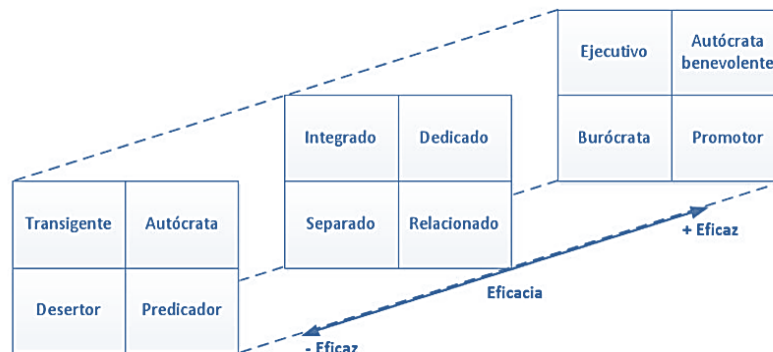 Ejecutivo
Autócrata
benevolente
Burócrata
Promotor
Integrado
Dedicado
Separado
Relacionado
Transigente
Autócrata
Desertor
Predicador
+ Eficaz
Eficacia
- Eficaz